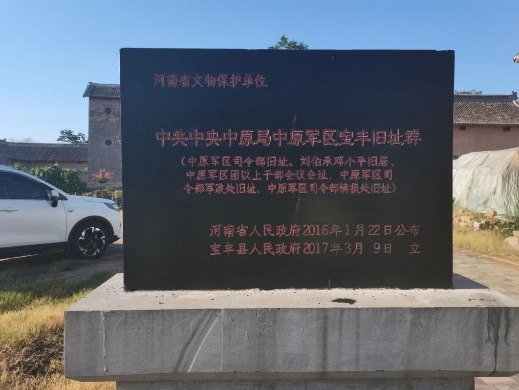 河南省文物保护单位
中共中央中原局中原军区宝丰旧址群
（中原军区司令部旧址、刘伯承邓小平旧居、
中原军区团以上干部会议会址、中原军区司
令部军政处旧址、中原军区司令部情报处旧址）
河南省人民政府2016年1月22日公布
宝丰县人民政府2017年3月 9日 立